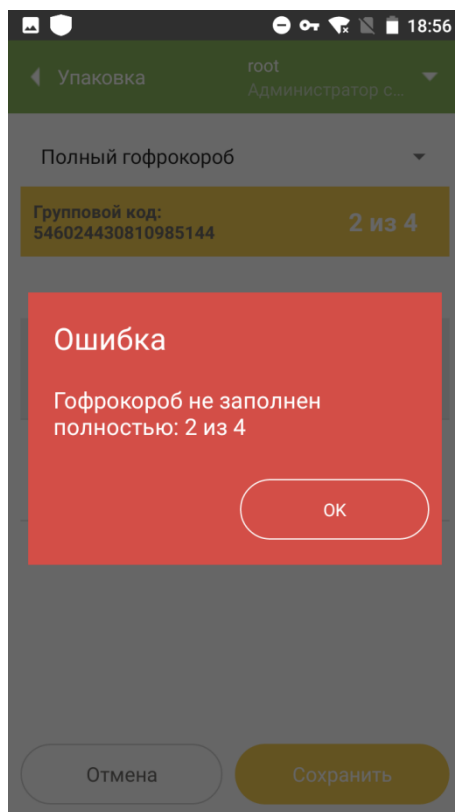 18:56
Упаковка
root
Администратор с...
Полный гофрокороб
Групповой код:
546024430810985144
2 из 4
Ошибка
Гофрокороб не заполнен
полностью: 2 из 4
ОК
Отмена
Сохранить